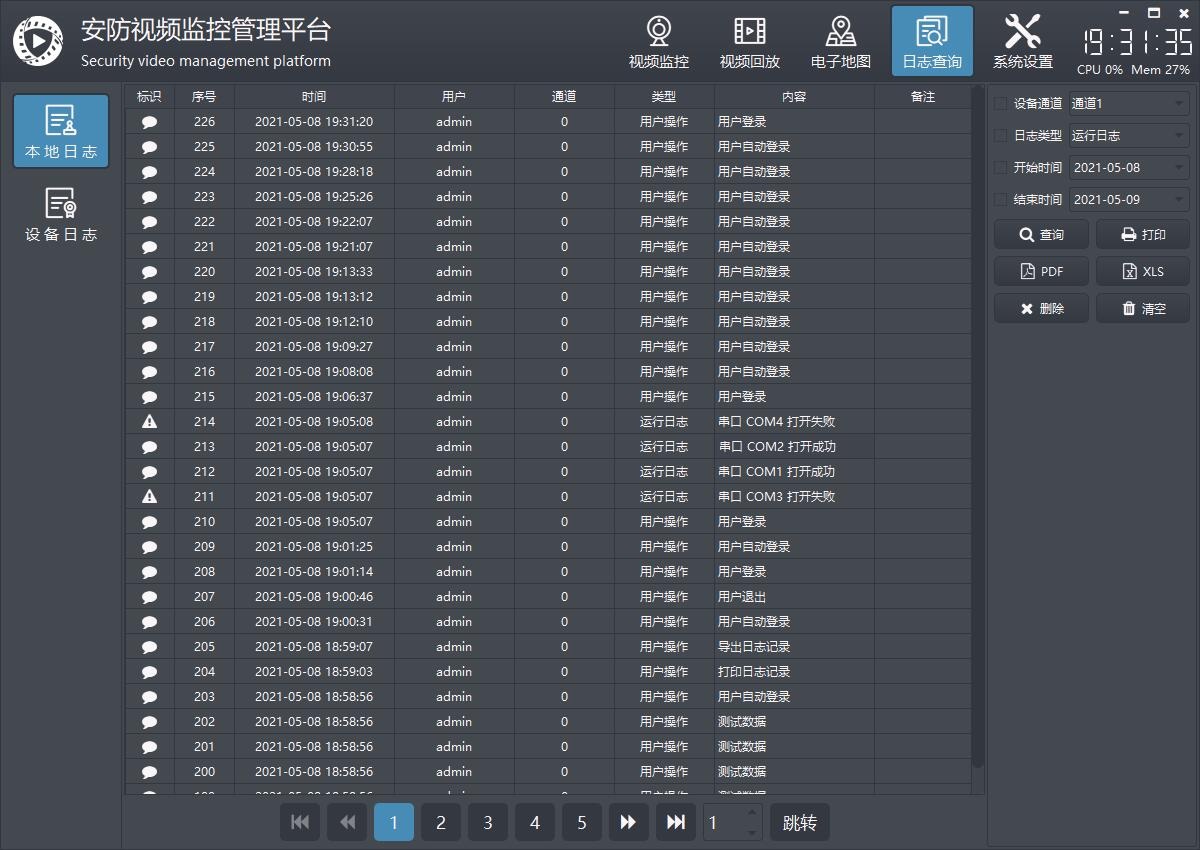 安防视频监控管理平台
Security video management platform
视频监控
视频回放
电子地图
日志查询
系统设置
19:31:35
CPU 0% Mem 27%
本地日志
设备日志
标识 序号 时间 用户 通道 类型 内容 备注
226 2021-05-08 19:31:20 admin 0 用户操作 用户登录
225 2021-05-08 19:30:55 admin 0 用户操作 用户自动登录
224 2021-05-08 19:28:18 admin 0 用户操作 用户自动登录
223 2021-05-08 19:25:26 admin 0 用户操作 用户自动登录
222 2021-05-08 19:22:07 admin 0 用户操作 用户自动登录
221 2021-05-08 19:21:07 admin 0 用户操作 用户自动登录
220 2021-05-08 19:13:33 admin 0 用户操作 用户自动登录
219 2021-05-08 19:13:12 admin 0 用户操作 用户自动登录
218 2021-05-08 19:12:10 admin 0 用户操作 用户自动登录
217 2021-05-08 19:09:27 admin 0 用户操作 用户自动登录
216 2021-05-08 19:08:08 admin 0 用户操作 用户自动登录
215 2021-05-08 19:06:37 admin 0 用户操作 用户登录
214 2021-05-08 19:05:08 admin 0 运行日志 串口 COM4 打开失败
213 2021-05-08 19:05:07 admin 0 运行日志 串口 COM2 打开成功
212 2021-05-08 19:05:07 admin 0 运行日志 串口 COM1 打开成功
211 2021-05-08 19:05:07 admin 0 运行日志 串口 COM3 打开失败
210 2021-05-08 19:05:07 admin 0 用户操作 用户登录
209 2021-05-08 19:01:25 admin 0 用户操作 用户自动登录
208 2021-05-08 19:01:14 admin 0 用户操作 用户登录
207 2021-05-08 19:00:46 admin 0 用户操作 用户退出
206 2021-05-08 19:00:31 admin 0 用户操作 用户自动登录
205 2021-05-08 18:59:07 admin 0 用户操作 导出日志记录
204 2021-05-08 18:59:03 admin 0 用户操作 打印日志记录
203 2021-05-08 18:58:56 admin 0 用户操作 用户自动登录
202 2021-05-08 18:58:56 admin 0 用户操作 测试数据
201 2021-05-08 18:58:56 admin 0 用户操作 测试数据
200 2021-05-08 18:58:56 admin 0 用户操作 测试数据
1 2 3 4 5 1 跳转
设备通道 通道1
日志类型 运行日志
开始时间 2021-05-08
结束时间 2021-05-09
查询 打印
PDF XLS
删除 清空